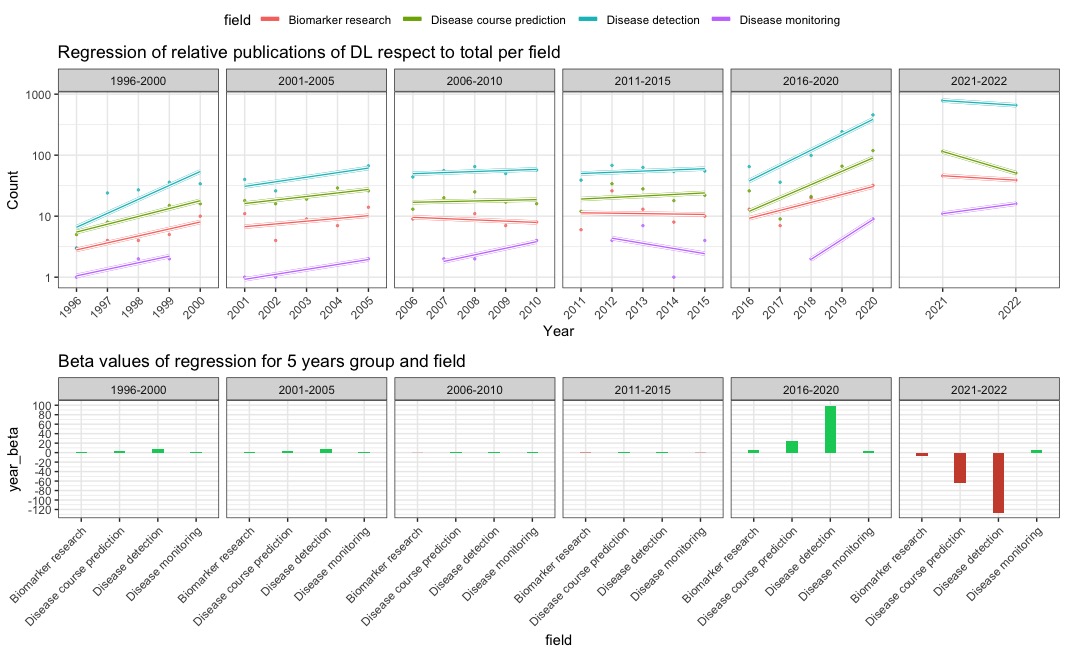 field Biomarker research Disease course prediction Disease detection Disease monitoring
Regression of relative publications of DL respect to total per field
1996-2000 2001-2005 2006-2010 2011-2015 2016-2020 2021-2022
1000
100
10
1
Count
1996 1997 1998 1999 2000 2001 2002 2003 2004 2005 2006 2007 2008 2009 2010 2011 2012 2013 2014 2015 2016 2017 2018 2019 2020 2021 2022
Year
Beta values of regression for 5 years group and field
1996-2000 2001-2005 2006-2010 2011-2015 2016-2020 2021-2022
100
80
60
40
20
0
-20
-40
-60
-80
-100
-120
year_beta
Biomarker research Disease course prediction Disease detection Disease monitoring Biomarker research Disease course prediction Disease detection Disease monitoring Biomarker research Disease course prediction Disease detection Disease monitoring Biomarker research Disease course prediction Disease detection Disease monitoring Biomarker research Disease course prediction Disease detection Disease monitoring Biomarker research Disease course prediction Disease detection Disease monitoring
field